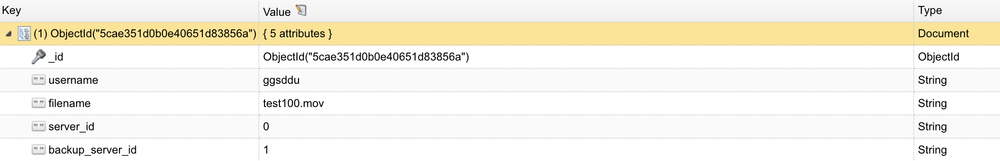 Key Value Type
(1) ObjectId("5cae351d0b0e40651d83856a") { 5 attributes } Document
_id ObjectId("5cae351d0b0e40651d83856a") ObjectId
" " username ggsddu String
" " filename test100.mov String
" " server_id 0 String
" " backup_server_id 1 String